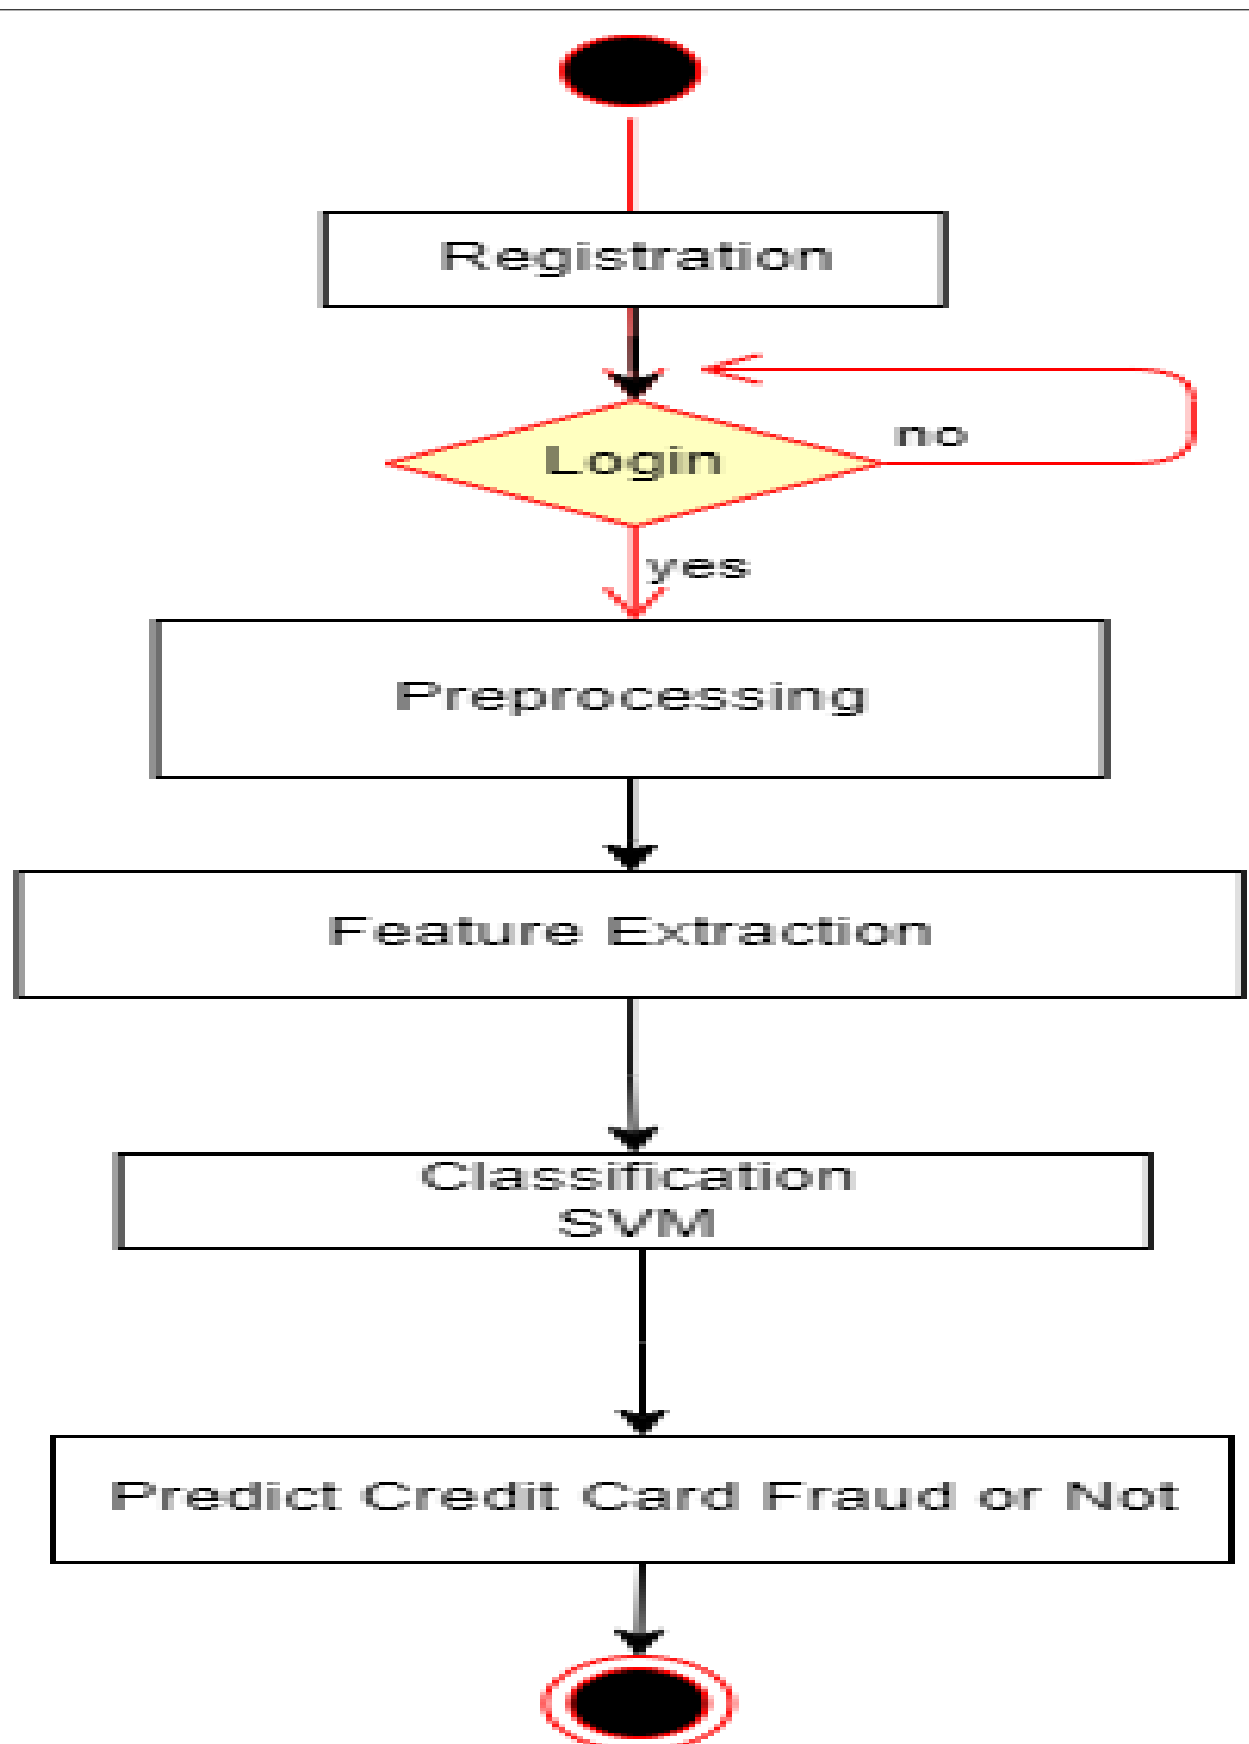 Registration
Login
no
yes
Preprocessing
Feature Extraction
Classification
SVM
Predict Credit Card Fraud or Not